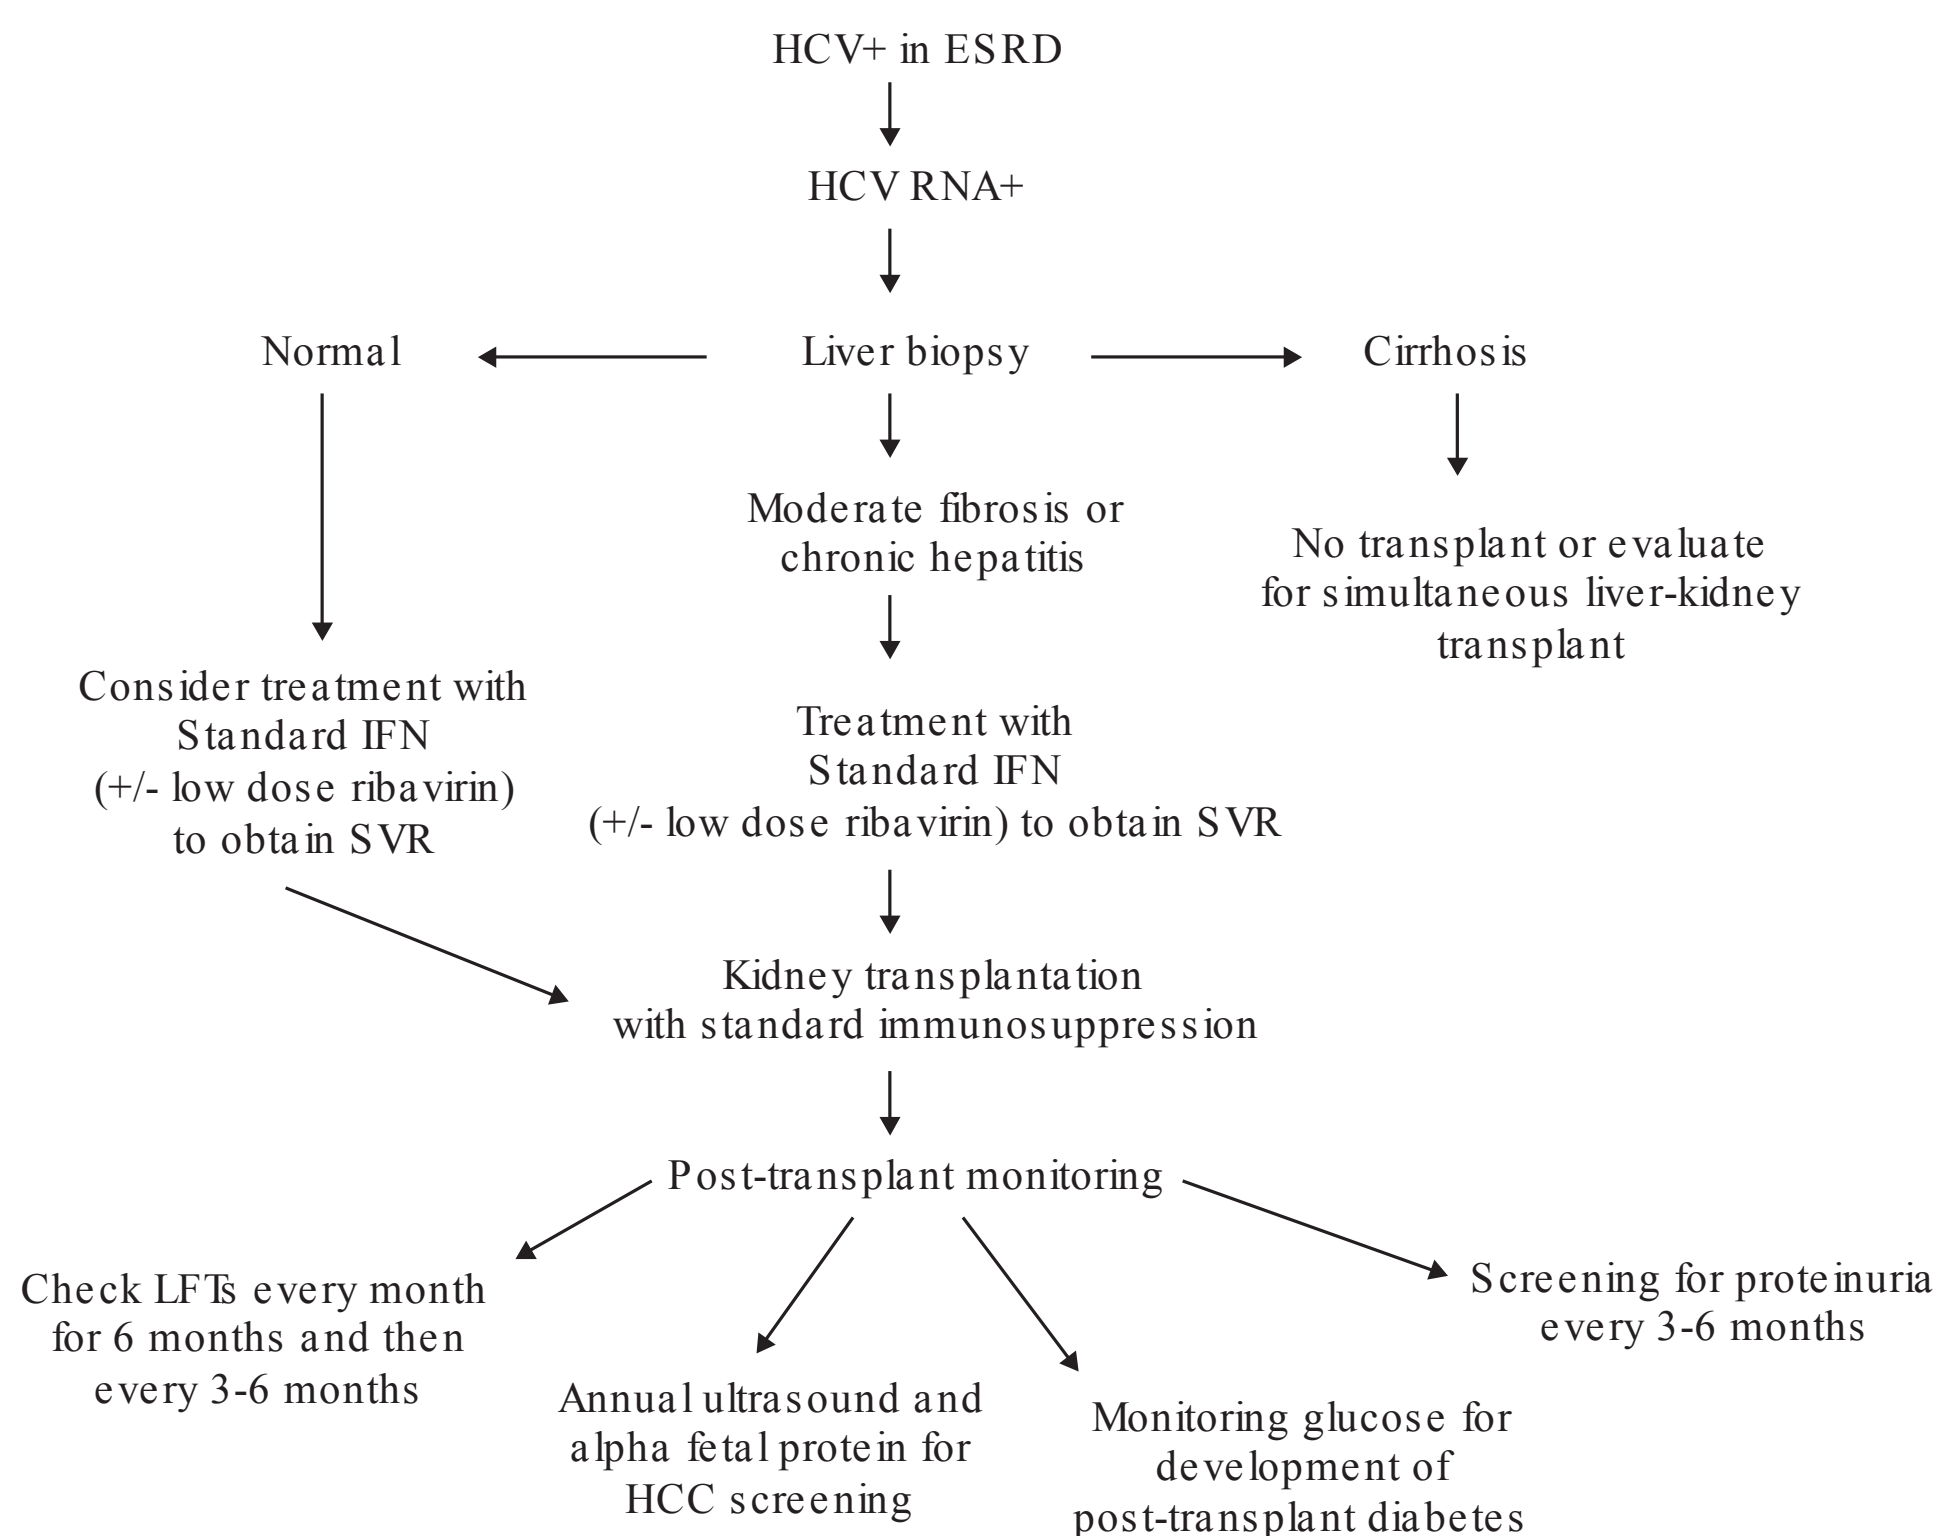 HCV+ in ESRD
HCV RNA+
Normal
Liver biopsy
Cirrhosis
Moderate fibrosis or
chronic hepatitis
No transplant or evaluate
for simultaneous liver-kidney
transplant
Consider treatment with
Standard IFN
(+/- low dose ribavirin)
to obtain SVR
Treatment with
Standard IFN
(+/- low dose ribavirin) to obtain SVR
Kidney transplantation
with standard immunosuppression
Post-transplant monitoring
Check LFTs every month
for 6 months and then
every 3-6 months
Annual ultrasound and
alpha fetal protein for
HCC screening
Monitoring glucose for
development of
post-transplant diabetes
Screening for proteinuria
every 3-6 months